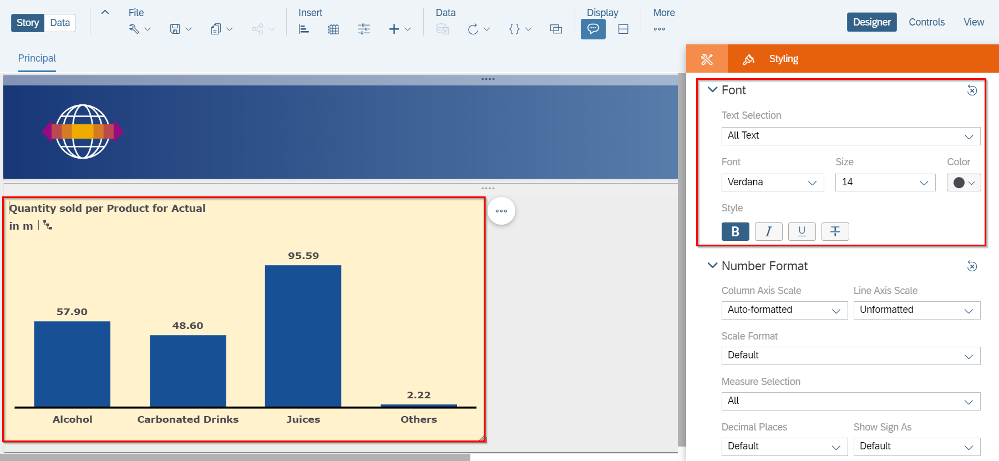 Story Data
File
Insert
Data
Display
More
Designer
Controls
View
Principal
Quantity sold per Product for Actual
in m
95.59
57.90
48.60
2.22
Alcohol
Carbonated Drinks
Juices
Others
Styling
Font
Text Selection
All Text
Font Size Color
Verdana 14
Style
B I U T
Number Format
Column Axis Scale Line Axis Scale
Auto-formatted Unformatted
Scale Format
Default
Measure Selection
All
Decimal Places Show Sign As
Default Default